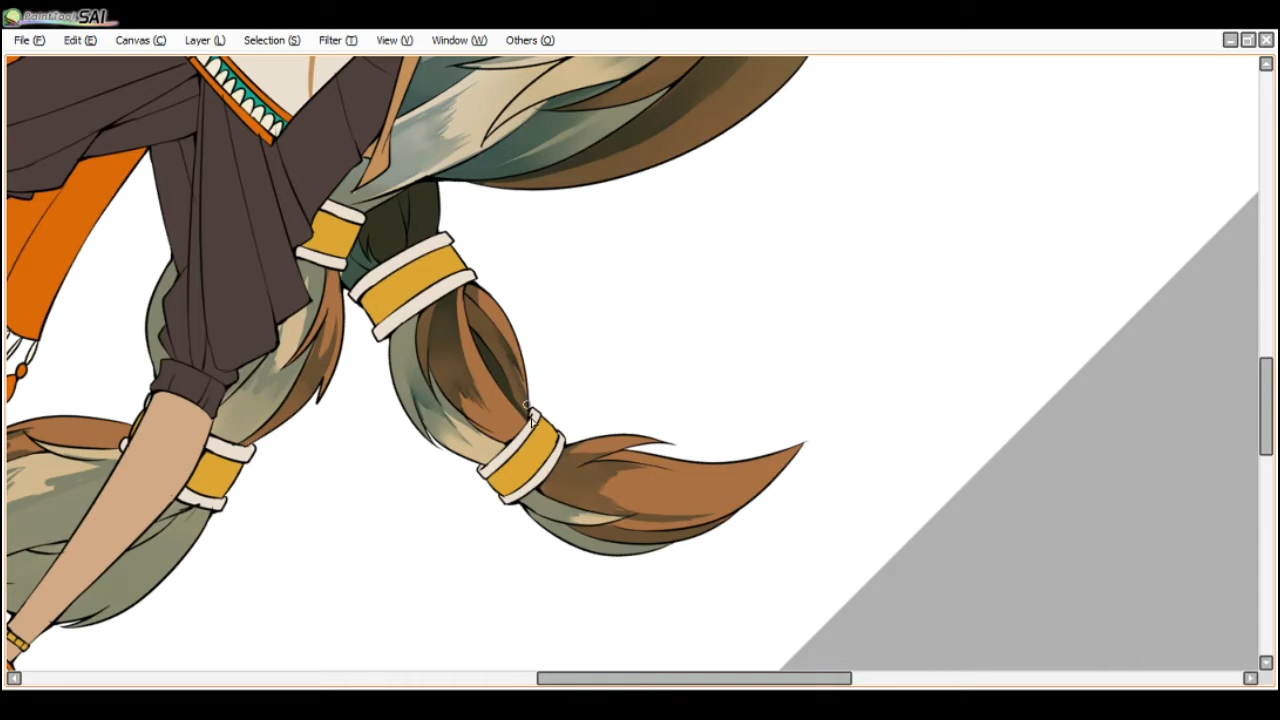 PaintTool SAI
File (F) Edit (E) Canvas (C) Layer (L) Selection (S) Filter (T) View (V) Window (W) Others (O)